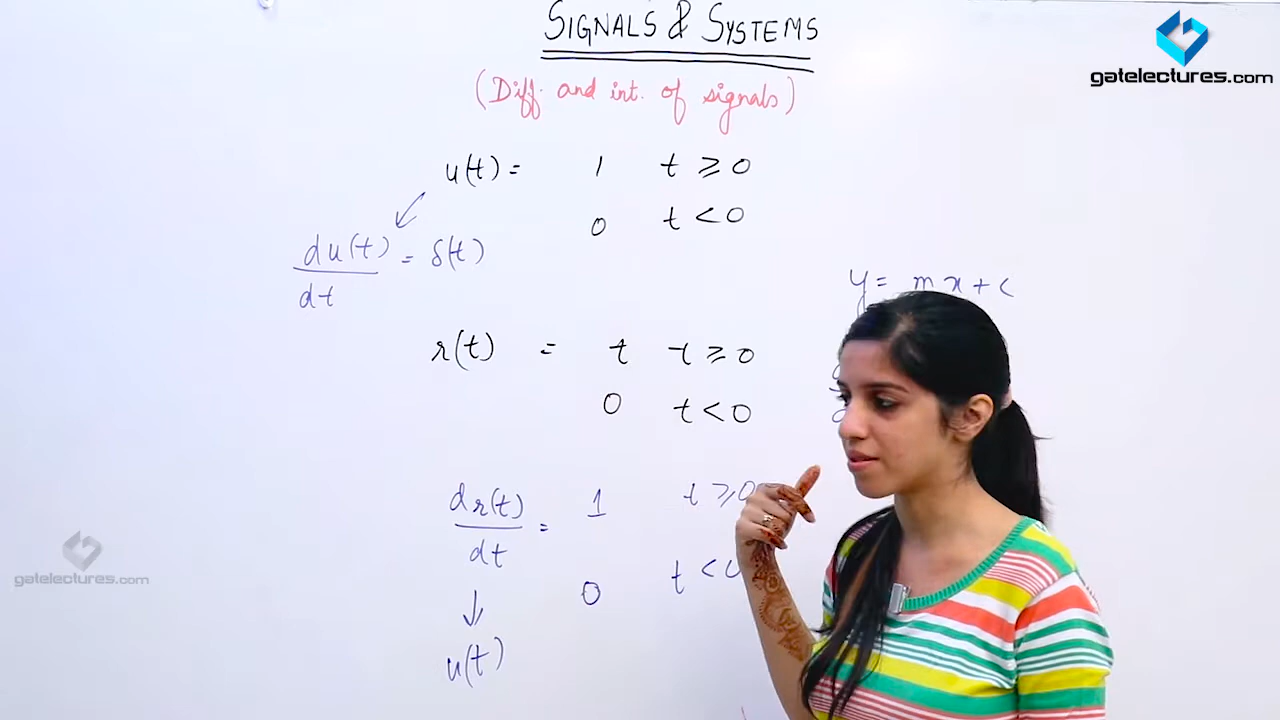 SIGNALS & SYSTEMS
gatelectures.com
(Diff. and int. of signals)
u(t) = 1 t ≥ 0
0 t < 0
du(t)/dt = δ(t)
y = mx + c
r(t) = t t ≥ 0
0 t < 0
dr(t)/dt = 1 t ≥ 0
0 t <
↓
u(t)
gatelectures.com